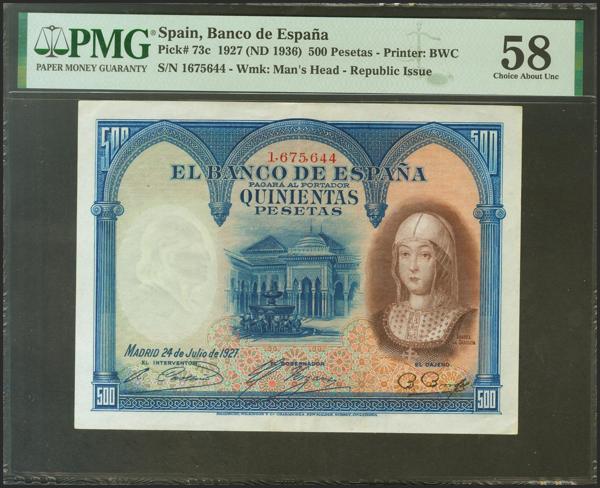 PMG
PAPER MONEY GUARANTY
Spain, Banco de España
Pick# 73c 1927 (ND 1936) 500 Pesetas - Printer: BWC
S/N 1675644 - Wmk: Man's Head - Republic Issue
58
Choice About Unc
500
500
1.675.644
EL BANCO DE ESPAÑA
PAGARÁ AL PORTADOR
QUINIENTAS
PESETAS
ISABEL
MADRID 24 de Julio de 1927.
EL INTERVENTOR
EL GOBERNADOR
EL CAJERO
500
500